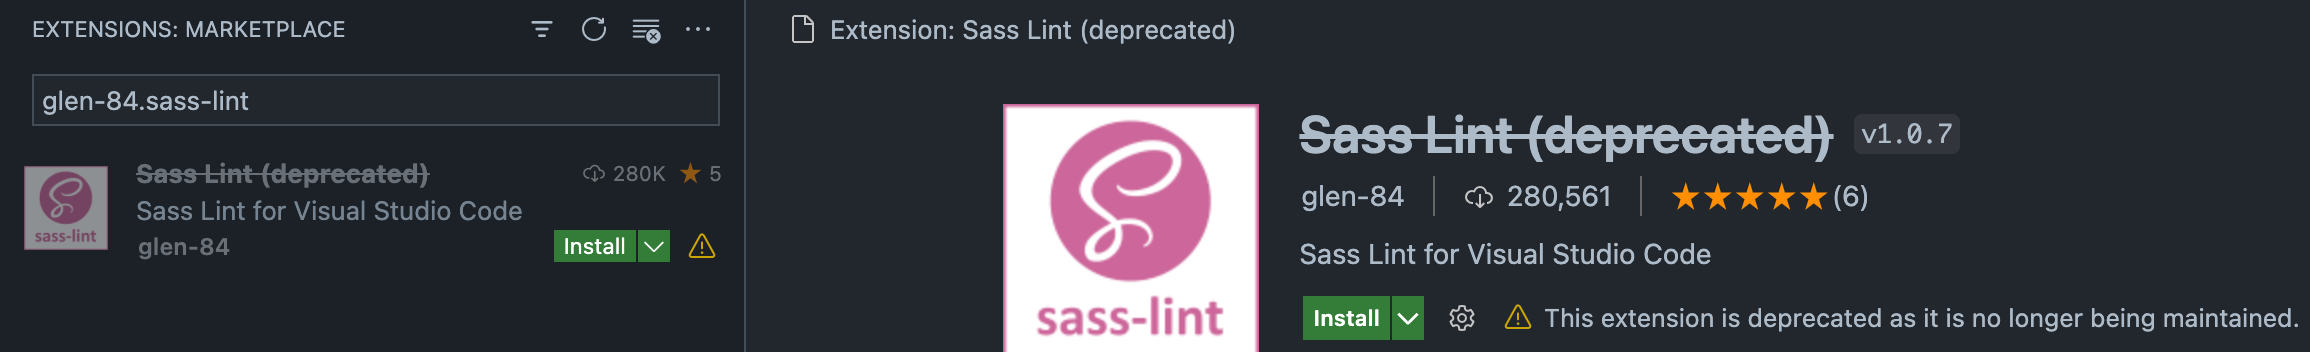 EXTENSIONS: MARKETPLACE
glen-84.sass-lint
Sass Lint (deprecated) 280K 5
Sass Lint for Visual Studio Code
glen-84
Install
sass-lint
Extension: Sass Lint (deprecated)
Sass Lint (deprecated) v1.0.7
glen-84 280,561 (6)
Sass Lint for Visual Studio Code
Install This extension is deprecated as it is no longer being maintained.
sass-lint